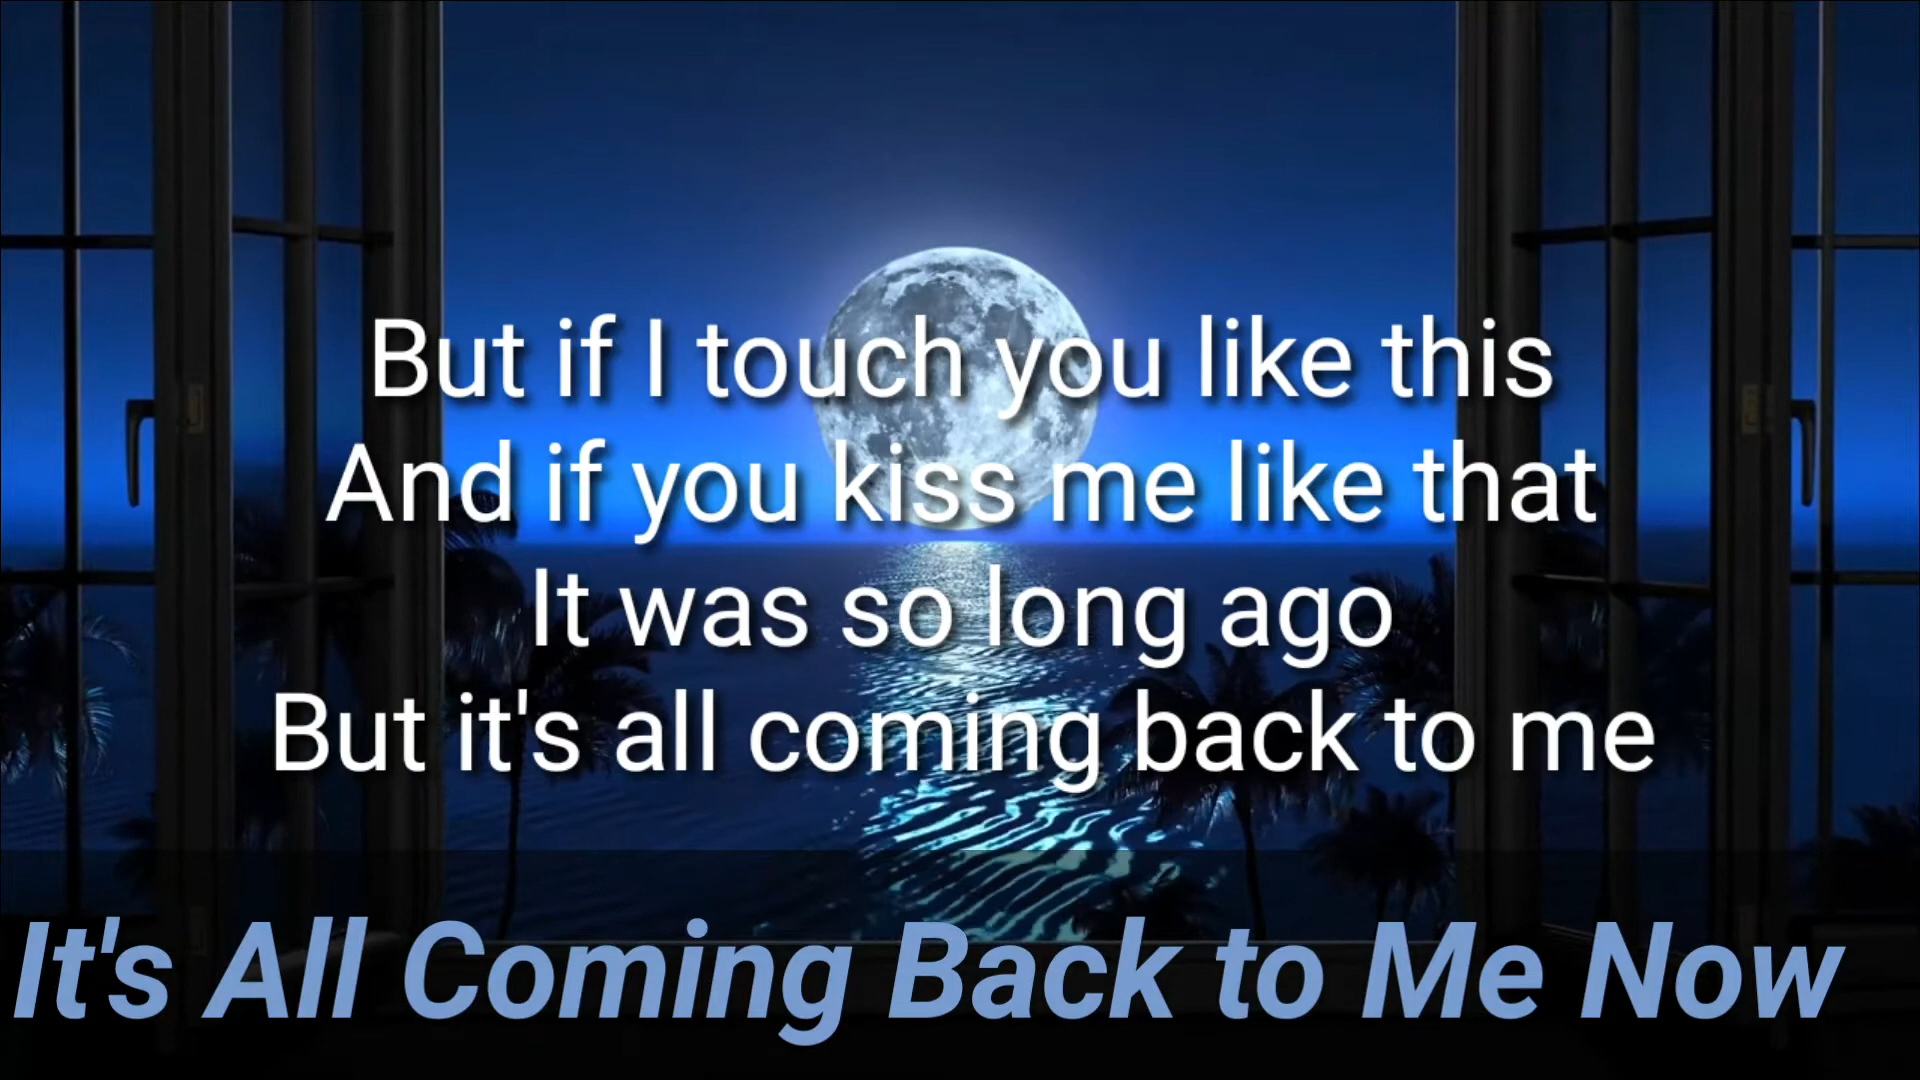 But if I touch you like this
And if you kiss me like that
It was so long ago
But it's all coming back to me
It's All Coming Back to Me Now